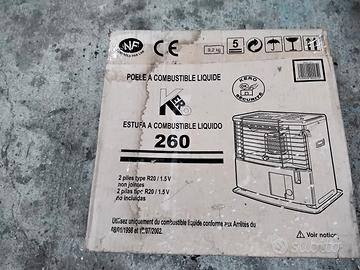 NF
CE
9,2 kg
5
POELE A COMBUSTIBLE LIQUIDE
KERO
SECURITE
KERO
ESTUFA A COMBUSTIBLE LIQUIDO
260
2 piles type R20 / 1.5 V
non jointes
2 pilas tipo R20 / 1.5 V
no incluidas
Utilisez uniquement du combustible liquide conforme aux Arrêtés du
Voir notice
subito